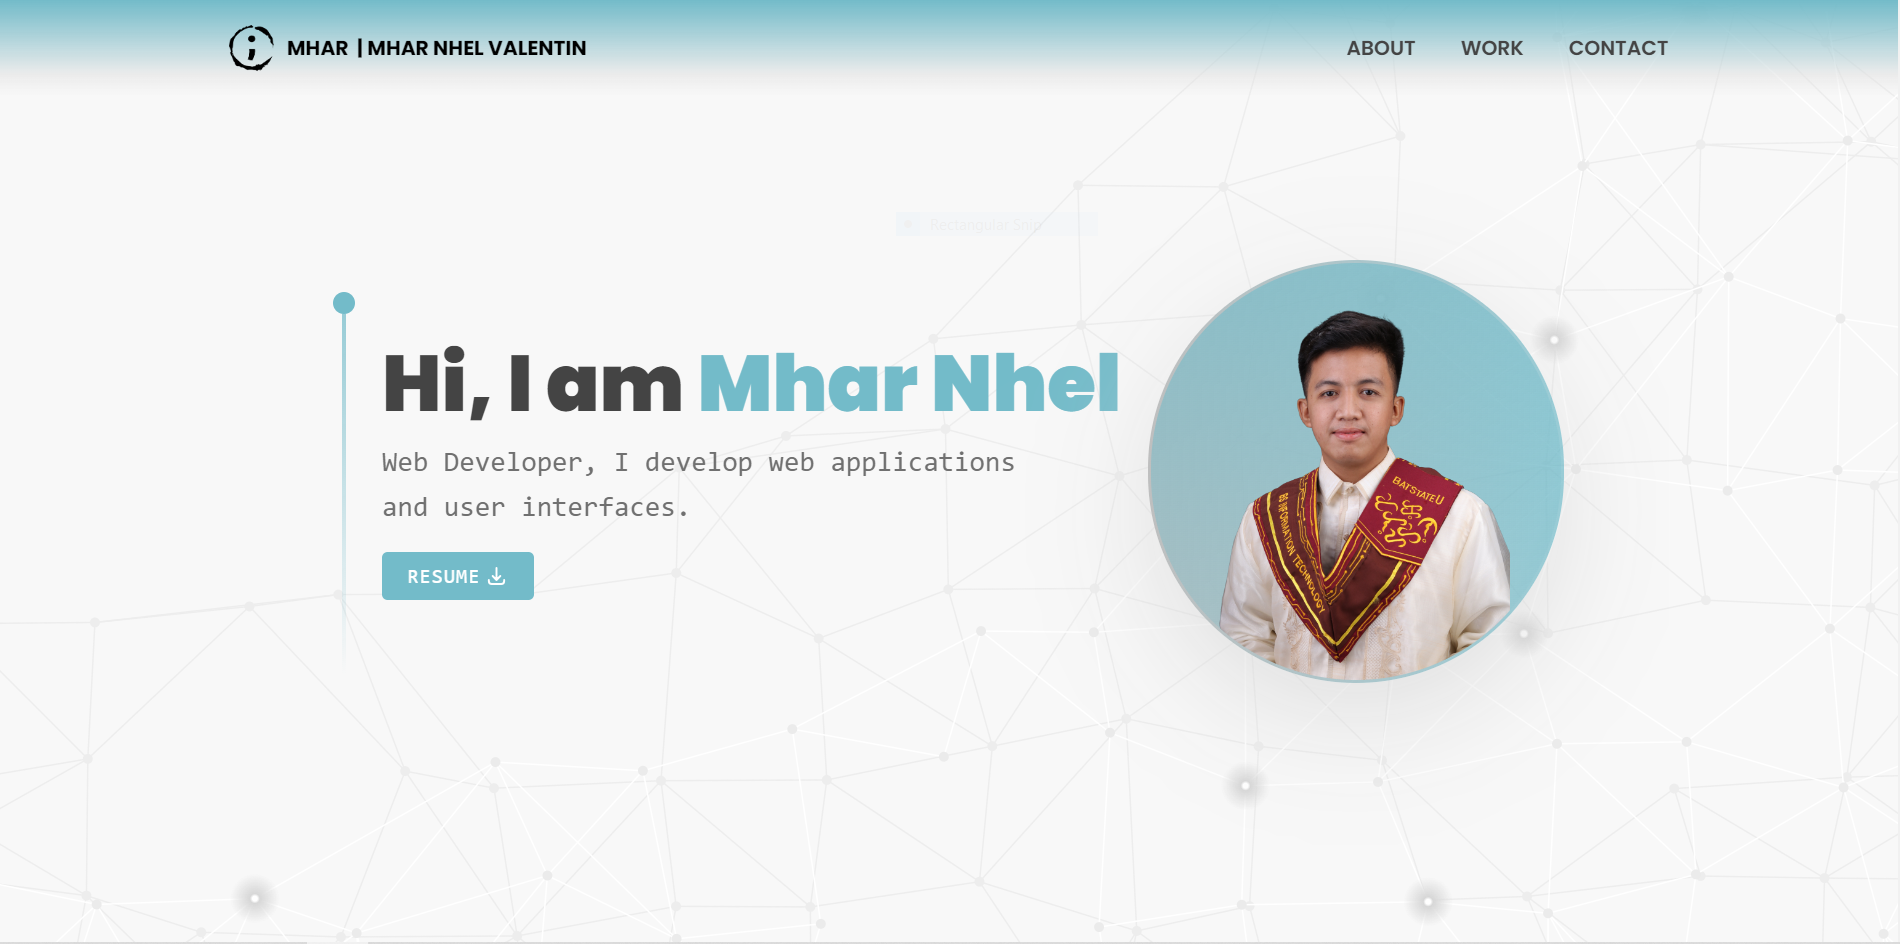 MHAR | MHAR NHEL VALENTIN
ABOUT WORK CONTACT
Rectangular Snip
Hi, I am Mhar Nhel
Web Developer, I develop web applications
and user interfaces.
RESUME
BATSTATEU
BS INFORMATION TECHNOLOGY